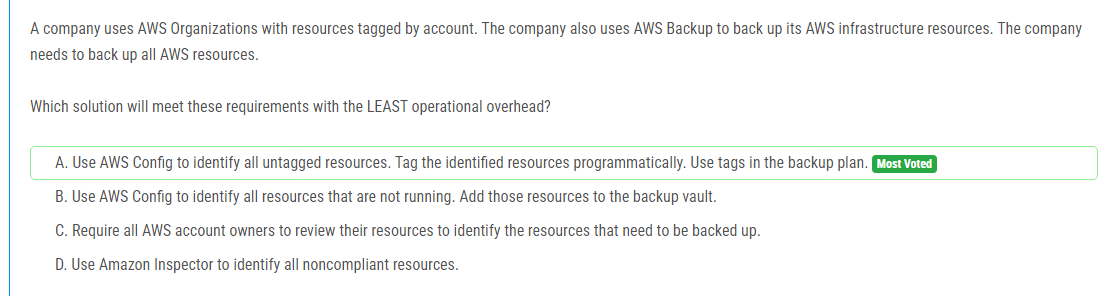 A company uses AWS Organizations with resources tagged by account. The company also uses AWS Backup to back up its AWS infrastructure resources. The company
needs to back up all AWS resources.
Which solution will meet these requirements with the LEAST operational overhead?
A. Use AWS Config to identify all untagged resources. Tag the identified resources programmatically. Use tags in the backup plan. Most Voted
B. Use AWS Config to identify all resources that are not running. Add those resources to the backup vault.
C. Require all AWS account owners to review their resources to identify the resources that need to be backed up.
D. Use Amazon Inspector to identify all noncompliant resources.